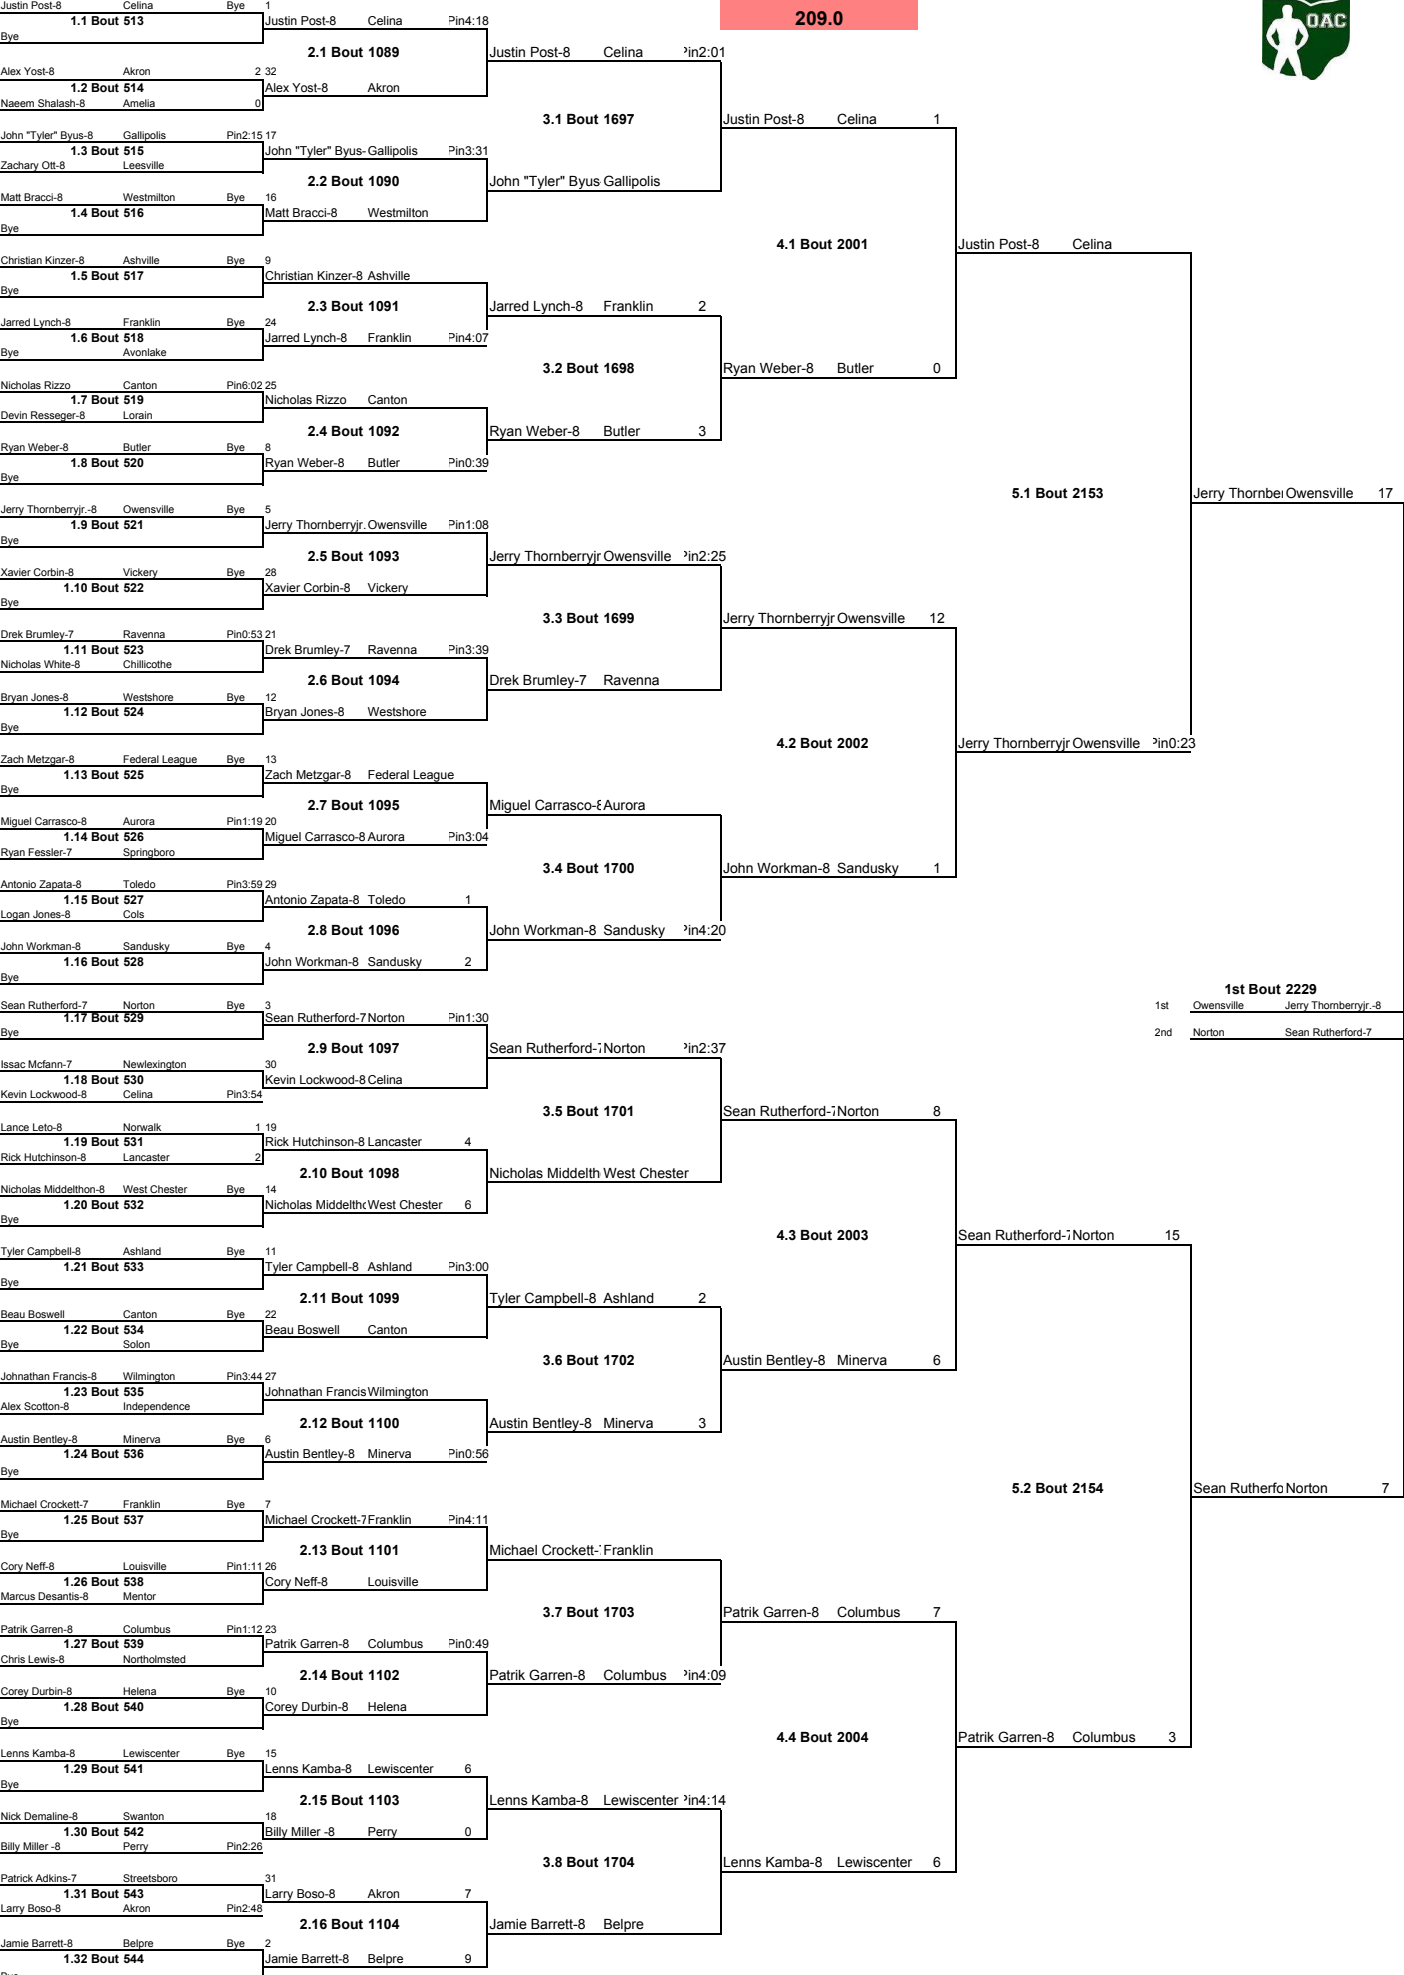 209.0
OAC
Justin Post-8 Celina Bye 1
1.1 Bout 513
Bye
Alex Yost-8 Akron 2 32
1.2 Bout 514
Naeem Shalash-8 Amelia 0
John "Tyler" Byus-8 Gallipolis Pin2:15 17
1.3 Bout 515
Zachary Ott-8 Leesville
Matt Bracci-8 Westmilton Bye 16
1.4 Bout 516
Bye
Christian Kinzer-8 Ashville Bye 9
1.5 Bout 517
Bye
Jarred Lynch-8 Franklin Bye 24
1.6 Bout 518
Bye Avonlake
Nicholas Rizzo Canton Pin6:02 25
1.7 Bout 519
Devin Resseger-8 Lorain
Ryan Weber-8 Butler Bye 8
1.8 Bout 520
Bye
Jerry Thornberryjr.-8 Owensville Bye 5
1.9 Bout 521
Bye
Xavier Corbin-8 Vickery Bye 28
1.10 Bout 522
Bye
Drek Brumley-7 Ravenna Pin0:53 21
1.11 Bout 523
Nicholas White-8 Chillicothe
Bryan Jones-8 Westshore Bye 12
1.12 Bout 524
Bye
Zach Metzgar-8 Federal League Bye 13
1.13 Bout 525
Bye
Miguel Carrasco-8 Aurora Pin1:19 20
1.14 Bout 526
Ryan Fessler-7 Springboro
Antonio Zapata-8 Toledo Pin3:59 29
1.15 Bout 527
Logan Jones-8 Cols
John Workman-8 Sandusky Bye 4
1.16 Bout 528
Bye
Sean Rutherford-7 Norton Bye 3
1.17 Bout 529
Bye
Issac Mcfann-7 Newlexington 30
1.18 Bout 530
Kevin Lockwood-8 Celina Pin3:54
Lance Leto-8 Norwalk 1 19
1.19 Bout 531
Rick Hutchinson-8 Lancaster 2
Nicholas Middelthon-8 West Chester Bye 14
1.20 Bout 532
Bye
Tyler Campbell-8 Ashland Bye 11
1.21 Bout 533
Bye
Beau Boswell Canton Bye 22
1.22 Bout 534
Bye Solon
Johnathan Francis-8 Wilmington Pin3:44 27
1.23 Bout 535
Alex Scotton-8 Independence
Austin Bentley-8 Minerva Bye 6
1.24 Bout 536
Bye
Michael Crockett-7 Franklin Bye 7
1.25 Bout 537
Bye
Cory Neff-8 Louisville Pin1:11 26
1.26 Bout 538
Marcus Desantis-8 Mentor
Patrik Garren-8 Columbus Pin1:12 23
1.27 Bout 539
Chris Lewis-8 Northolmsted
Corey Durbin-8 Helena Bye 10
1.28 Bout 540
Bye
Lenns Kamba-8 Lewiscenter Bye 15
1.29 Bout 541
Bye
Nick Demaline-8 Swanton 18
1.30 Bout 542
Billy Miller -8 Perry Pin2:26
Patrick Adkins-7 Streetsboro 31
1.31 Bout 543
Larry Boso-8 Akron Pin2:48
Jamie Barrett-8 Belpre Bye 2
1.32 Bout 544
Justin Post-8 Celina Pin4:18
2.1 Bout 1089
Alex Yost-8 Akron
John "Tyler" Byus- Gallipolis Pin3:31
2.2 Bout 1090
Matt Bracci-8 Westmilton
Christian Kinzer-8 Ashville
2.3 Bout 1091
Jarred Lynch-8 Franklin Pin4:07
Nicholas Rizzo Canton
2.4 Bout 1092
Ryan Weber-8 Butler Pin0:39
Jerry Thornberryjr. Owensville Pin1:08
2.5 Bout 1093
Xavier Corbin-8 Vickery
Drek Brumley-7 Ravenna Pin3:39
2.6 Bout 1094
Bryan Jones-8 Westshore
Zach Metzgar-8 Federal League
2.7 Bout 1095
Miguel Carrasco-8 Aurora Pin3:04
Antonio Zapata-8 Toledo 1
2.8 Bout 1096
John Workman-8 Sandusky 2
Sean Rutherford-7 Norton Pin1:30
2.9 Bout 1097
Kevin Lockwood-8 Celina
Rick Hutchinson-8 Lancaster 4
2.10 Bout 1098
Nicholas Middeltho West Chester 6
Tyler Campbell-8 Ashland Pin3:00
2.11 Bout 1099
Beau Boswell Canton
Johnathan Francis Wilmington
2.12 Bout 1100
Austin Bentley-8 Minerva Pin0:56
Michael Crockett-7 Franklin Pin4:11
2.13 Bout 1101
Cory Neff-8 Louisville
Patrik Garren-8 Columbus Pin0:49
2.14 Bout 1102
Corey Durbin-8 Helena
Lenns Kamba-8 Lewiscenter 6
2.15 Bout 1103
Billy Miller -8 Perry 0
Larry Boso-8 Akron 7
2.16 Bout 1104
Jamie Barrett-8 Belpre 9
Justin Post-8 Celina Pin2:01
3.1 Bout 1697
John "Tyler" Byus Gallipolis
Jarred Lynch-8 Franklin 2
3.2 Bout 1698
Ryan Weber-8 Butler 3
Jerry Thornberryjr Owensville Pin2:25
3.3 Bout 1699
Drek Brumley-7 Ravenna
Miguel Carrasco-8 Aurora
3.4 Bout 1700
John Workman-8 Sandusky Pin4:20
Sean Rutherford-7 Norton Pin2:37
3.5 Bout 1701
Nicholas Middelth West Chester
Tyler Campbell-8 Ashland 2
3.6 Bout 1702
Austin Bentley-8 Minerva 3
Michael Crockett- Franklin
3.7 Bout 1703
Patrik Garren-8 Columbus Pin4:09
Lenns Kamba-8 Lewiscenter Pin4:14
3.8 Bout 1704
Jamie Barrett-8 Belpre
Justin Post-8 Celina 1
4.1 Bout 2001
Ryan Weber-8 Butler 0
Jerry Thornberryjr Owensville 12
4.2 Bout 2002
John Workman-8 Sandusky 1
Sean Rutherford-7 Norton 8
4.3 Bout 2003
Austin Bentley-8 Minerva 6
Patrik Garren-8 Columbus 7
4.4 Bout 2004
Lenns Kamba-8 Lewiscenter 6
Justin Post-8 Celina
5.1 Bout 2153
Jerry Thornberryjr Owensville Pin0:23
Sean Rutherford-7 Norton 15
5.2 Bout 2154
Patrik Garren-8 Columbus 3
Jerry Thornber Owensville 17
1st Bout 2229
1st Owensville Jerry Thornberryjr.-8
2nd Norton Sean Rutherford-7
Sean Rutherfo Norton 7